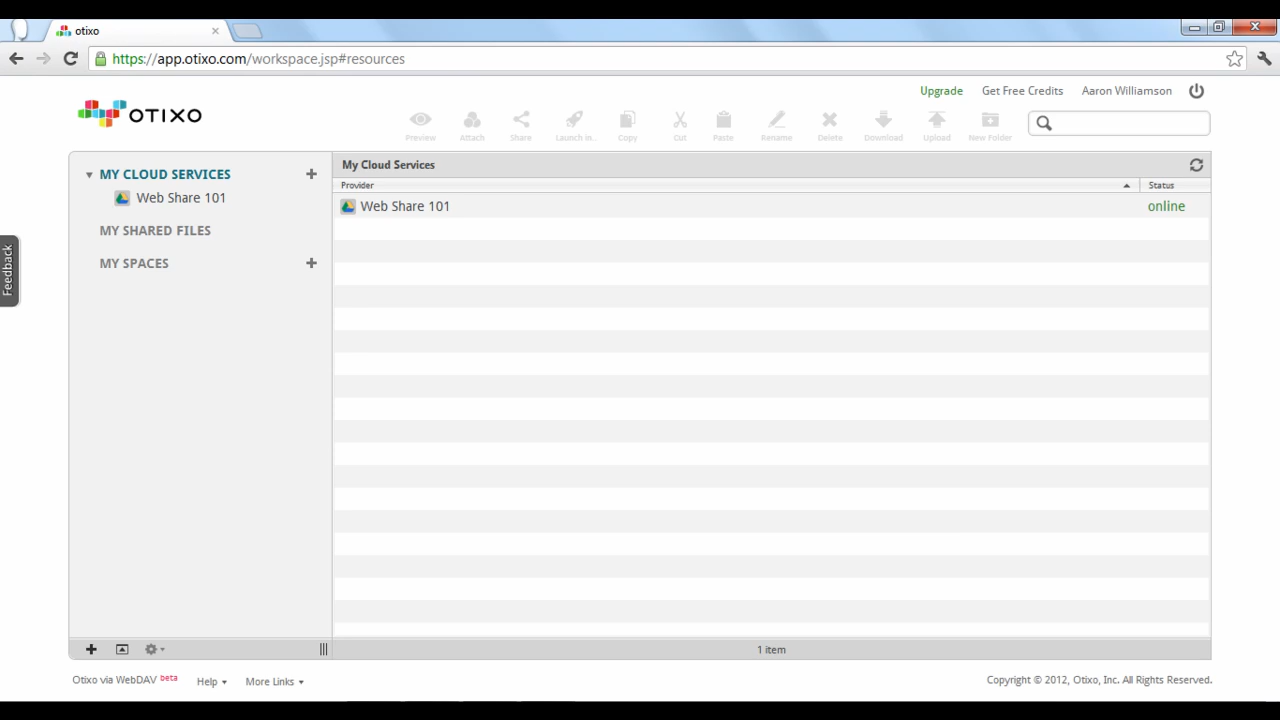 otixo
https://app.otixo.com/workspace.jsp#resources
Upgrade Get Free Credits Aaron Williamson
OTIXO
Preview Attach Share Launch in.. Copy Cut Paste Rename Delete Download Upload New Folder
MY CLOUD SERVICES
Web Share 101
MY SHARED FILES
MY SPACES
Feedback
My Cloud Services
Provider Status
Web Share 101 online
1 item
Otixo via WebDAV beta Help More Links
Copyright © 2012, Otixo, Inc. All Rights Reserved.